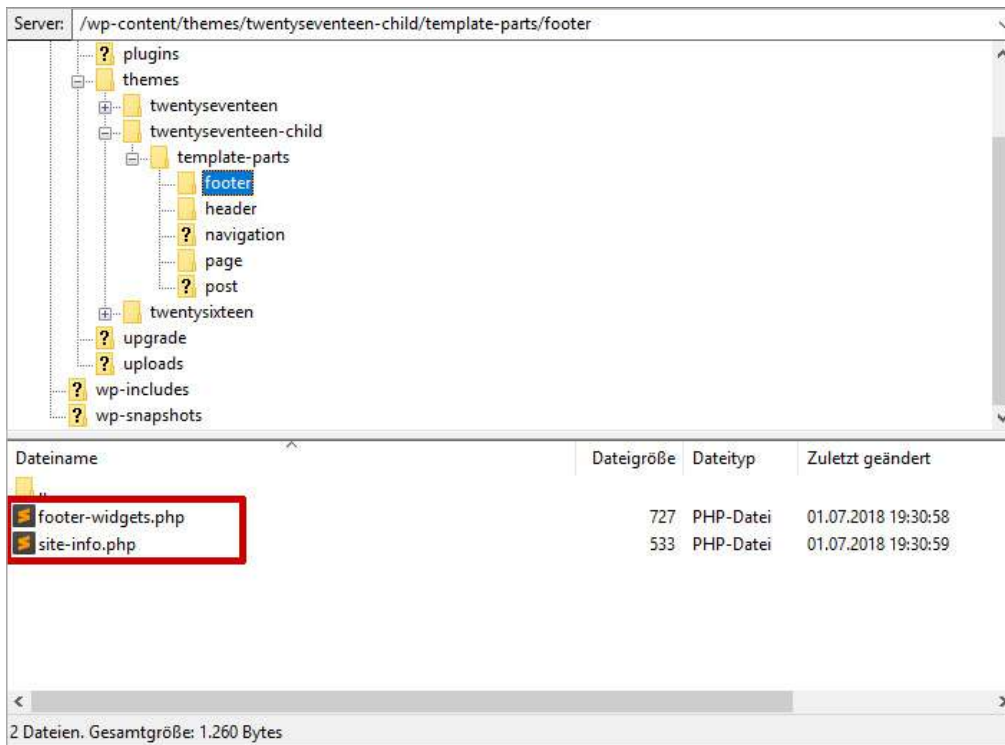 Server: /wp-content/themes/twentyseventeen-child/template-parts/footer
plugins
themes
twentyseventeen
twentyseventeen-child
template-parts
footer
header
navigation
page
post
twentysixteen
upgrade
uploads
wp-includes
wp-snapshots
Dateiname Dateigröße Dateityp Zuletzt geändert
..
footer-widgets.php 727 PHP-Datei 01.07.2018 19:30:58
site-info.php 533 PHP-Datei 01.07.2018 19:30:59
2 Dateien. Gesamtgröße: 1.260 Bytes